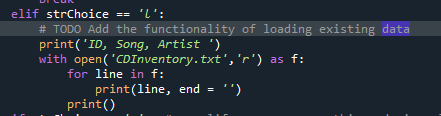 break
elif strChoice == 'l':
# TODO Add the functionality of loading existing data
print('ID, Song, Artist ')
with open('CDInventory.txt','r') as f:
for line in f:
print(line, end = '')
print()